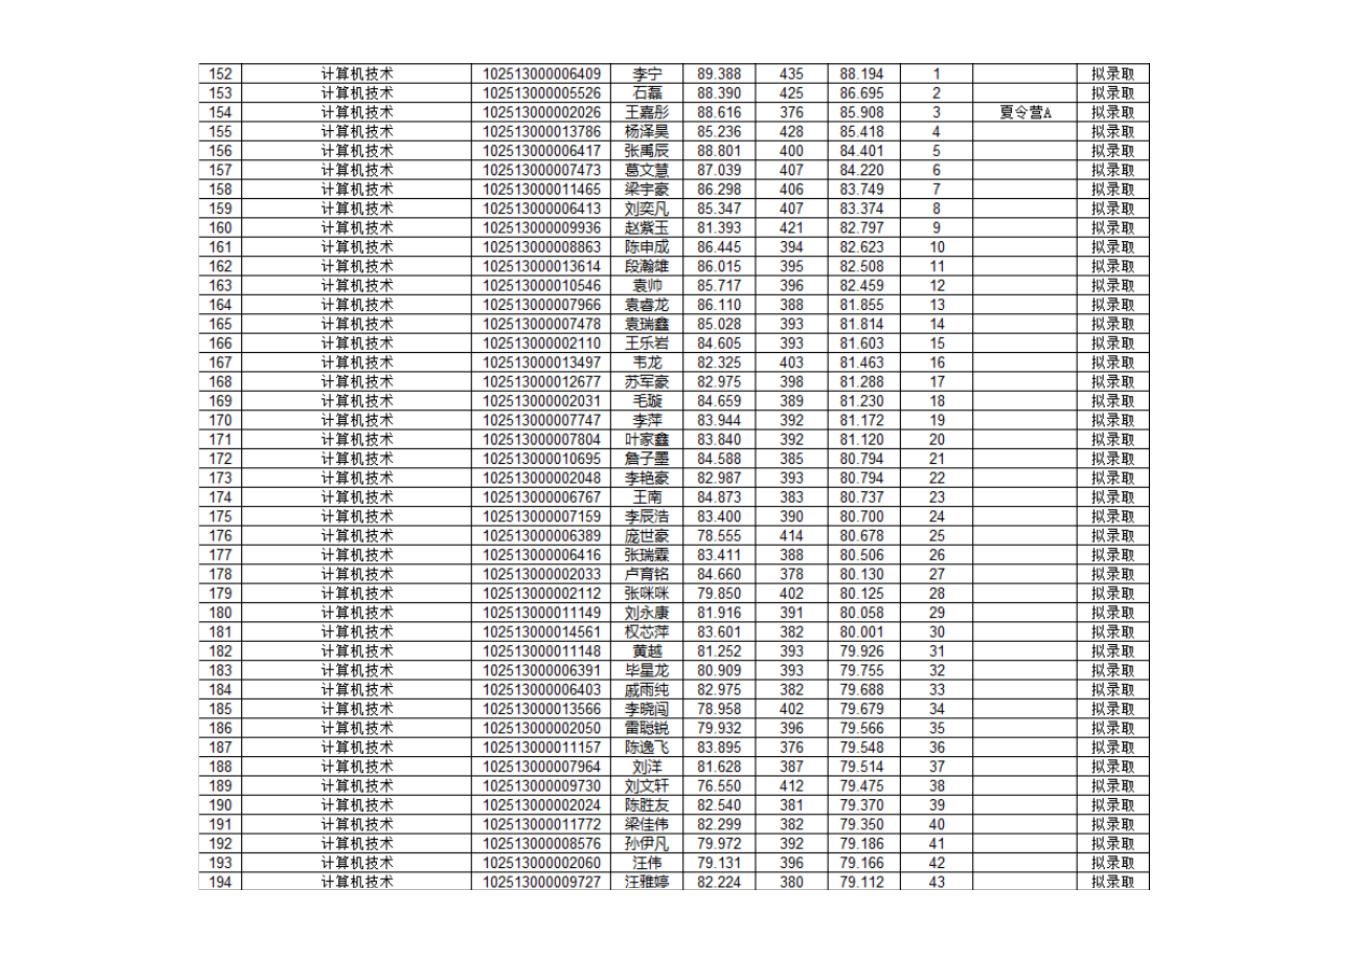 152 计算机技术 102513000006409 李宁 89.388 435 88.194 1 拟录取
153 计算机技术 102513000005526 石磊 88.390 425 86.695 2 拟录取
154 计算机技术 102513000002026 王嘉彤 88.616 376 85.908 3 夏令营A 拟录取
155 计算机技术 102513000013786 杨泽昊 85.236 428 85.418 4 拟录取
156 计算机技术 102513000006417 张禹辰 88.801 400 84.401 5 拟录取
157 计算机技术 102513000007473 葛文慧 87.039 407 84.220 6 拟录取
158 计算机技术 102513000011465 梁宇豪 86.298 406 83.749 7 拟录取
159 计算机技术 102513000006413 刘奕凡 85.347 407 83.374 8 拟录取
160 计算机技术 102513000009936 赵紫玉 81.393 421 82.797 9 拟录取
161 计算机技术 102513000008863 陈申成 86.445 394 82.623 10 拟录取
162 计算机技术 102513000013614 段瀚雄 86.015 395 82.508 11 拟录取
163 计算机技术 102513000010546 袁帅 85.717 396 82.459 12 拟录取
164 计算机技术 102513000007966 袁睿龙 86.110 388 81.855 13 拟录取
165 计算机技术 102513000007478 袁瑞鑫 85.028 393 81.814 14 拟录取
166 计算机技术 102513000002110 王乐岩 84.605 393 81.603 15 拟录取
167 计算机技术 102513000013497 韦龙 82.325 403 81.463 16 拟录取
168 计算机技术 102513000012677 苏军豪 82.975 398 81.288 17 拟录取
169 计算机技术 102513000002031 毛璇 84.659 389 81.230 18 拟录取
170 计算机技术 102513000007747 李萍 83.944 392 81.172 19 拟录取
171 计算机技术 102513000007804 叶家鑫 83.840 392 81.120 20 拟录取
172 计算机技术 102513000010695 詹子墨 84.588 385 80.794 21 拟录取
173 计算机技术 102513000002048 李艳豪 82.987 393 80.794 22 拟录取
174 计算机技术 102513000006767 王南 84.873 383 80.737 23 拟录取
175 计算机技术 102513000007159 李辰浩 83.400 390 80.700 24 拟录取
176 计算机技术 102513000006389 庞世豪 78.555 414 80.678 25 拟录取
177 计算机技术 102513000006416 张瑞霖 83.411 388 80.506 26 拟录取
178 计算机技术 102513000002033 卢育铭 84.660 378 80.130 27 拟录取
179 计算机技术 102513000002112 张咪咪 79.850 402 80.125 28 拟录取
180 计算机技术 102513000011149 刘永康 81.916 391 80.058 29 拟录取
181 计算机技术 102513000014561 权芯萍 83.601 382 80.001 30 拟录取
182 计算机技术 102513000011148 黄越 81.252 393 79.926 31 拟录取
183 计算机技术 102513000006391 毕星龙 80.909 393 79.755 32 拟录取
184 计算机技术 102513000006403 戚雨纯 82.975 382 79.688 33 拟录取
185 计算机技术 102513000013566 李晓闯 78.958 402 79.679 34 拟录取
186 计算机技术 102513000002050 雷聪锐 79.932 396 79.566 35 拟录取
187 计算机技术 102513000011157 陈逸飞 83.895 376 79.548 36 拟录取
188 计算机技术 102513000007964 刘洋 81.628 387 79.514 37 拟录取
189 计算机技术 102513000009730 刘文轩 76.550 412 79.475 38 拟录取
190 计算机技术 102513000002024 陈胜友 82.540 381 79.370 39 拟录取
191 计算机技术 102513000011772 梁佳伟 82.299 382 79.350 40 拟录取
192 计算机技术 102513000008576 孙伊凡 79.972 392 79.186 41 拟录取
193 计算机技术 102513000002060 汪伟 79.131 396 79.166 42 拟录取
194 计算机技术 102513000009727 汪雅婷 82.224 380 79.112 43 拟录取